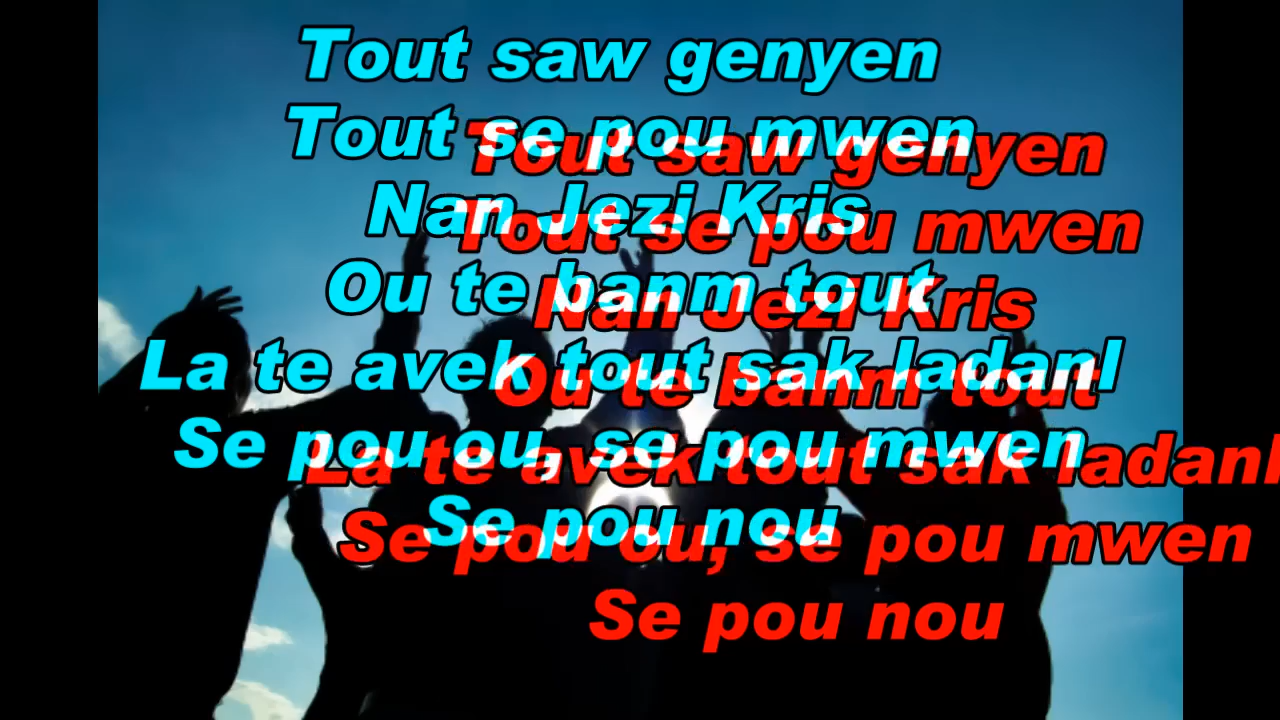 Tout saw genyen
Tout se pou mwen
Nan Jezi Kris
Ou te banm tout
La te avek tout sak ladanl
Se pou ou, se pou mwen
Se pou nou
Tout saw genyen
Tout se pou mwen
Nan Jezi Kris
Ou te banm tout
La te avek tout sak ladanl
Se pou ou, se pou mwen
Se pou nou